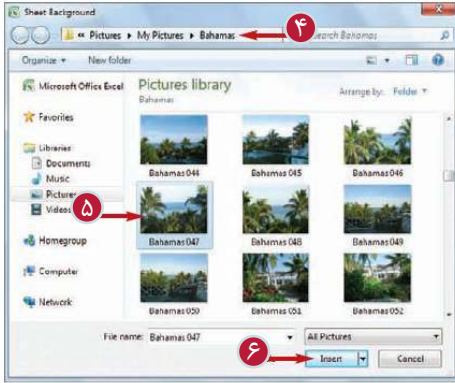 Sheet Background
« Pictures ▸ My Pictures ▸ Bahamas
۴
Search Bahamas
Organize ▾ New folder
Microsoft Office Excel
Pictures library
Bahamas
Arrange by: Folder ▾
Favorites
Libraries
Documents
Music
Pictures
Videos
۵
Homegroup
Computer
Network
Bahamas 044 Bahamas 045 Bahamas 046
Bahamas 047 Bahamas 048 Bahamas 049
Bahamas 050 Bahamas 051 Bahamas 052
File name: Bahamas 047
All Pictures
۶
Insert
Cancel